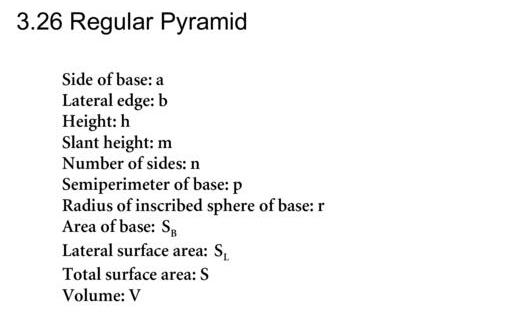 3.26 Regular Pyramid
Side of base: a
Lateral edge: b
Height: h
Slant height: m
Number of sides: n
Semiperimeter of base: p
Radius of inscribed sphere of base: r
Area of base: S_B
Lateral surface area: S_L
Total surface area: S
Volume: V